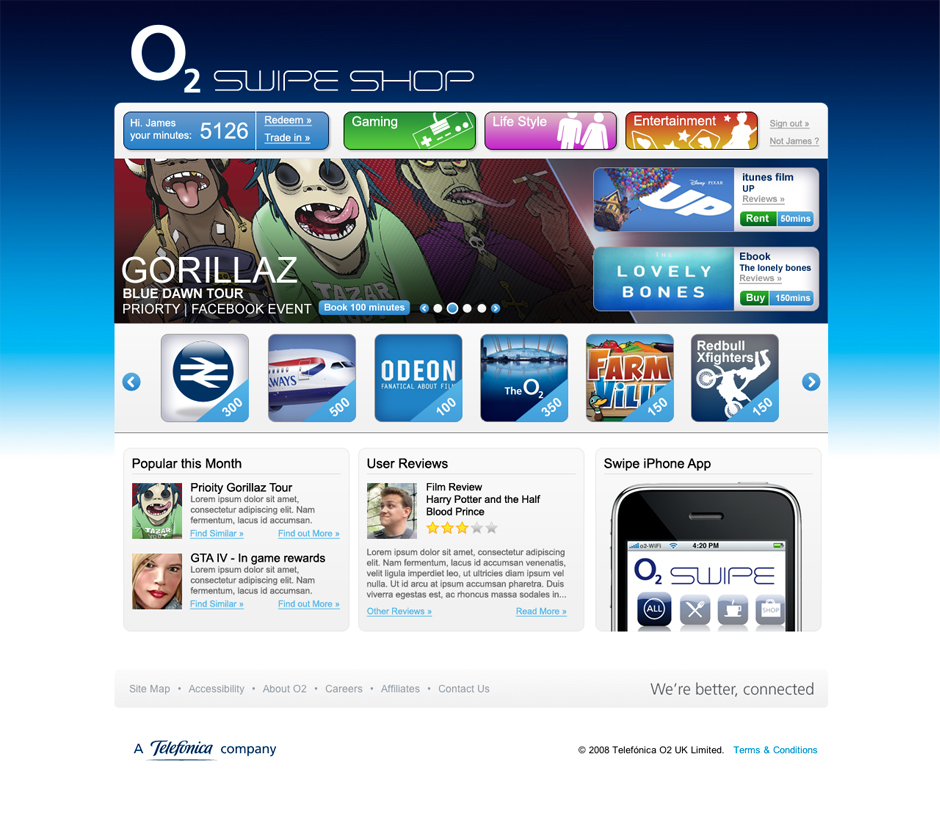 O2 SWIPE SHOP
Hi. James
your minutes: 5126
Redeem »
Trade in »
Gaming
Life Style
Entertainment
Sign out »
Not James ?
GORILLAZ
BLUE DAWN TOUR
PRIORTY | FACEBOOK EVENT
Book 100 minutes
TAZAR
Disney PIXAR
UP
itunes film
UP
Reviews »
Rent 50mins
THE
LOVELY
BONES
Ebook
The lonely bones
Reviews »
Buy 150mins
300
WAYS
500
ODEON
FANATICAL ABOUT FIL
100
The O2
350
FARM
VILLE
150
Redbull
Xfighters
150
Popular this Month
Prioity Gorillaz Tour
Lorem ipsum dolor sit amet,
consectetur adipiscing elit. Nam
fermentum, lacus id accumsan.
Find Similar »
Find out More »
TAZAR
GTA IV - In game rewards
Lorem ipsum dolor sit amet,
consectetur adipiscing elit. Nam
fermentum, lacus id accumsan.
Find Similar »
Find out More »
User Reviews
Film Review
Harry Potter and the Half
Blood Prince
Lorem ipsum dolor sit amet, consectetur adipiscing
elit. Nam fermentum, lacus id accumsan venenatis,
velit ligula imperdiet leo, ut ultricies diam ipsum vel
nulla. Ut id arcu at ipsum accumsan pharetra. Duis
viverra egestas est, ac rhoncus massa sodales in...
Other Reviews »
Read More »
Swipe iPhone App
o2-WiFi 4:20 PM
O2 SWIPE
ALL
SHOP
Site Map • Accessibility • About O2 • Careers • Affiliates • Contact Us
We're better, connected
A Telefónica company
© 2008 Telefónica O2 UK Limited. Terms & Conditions